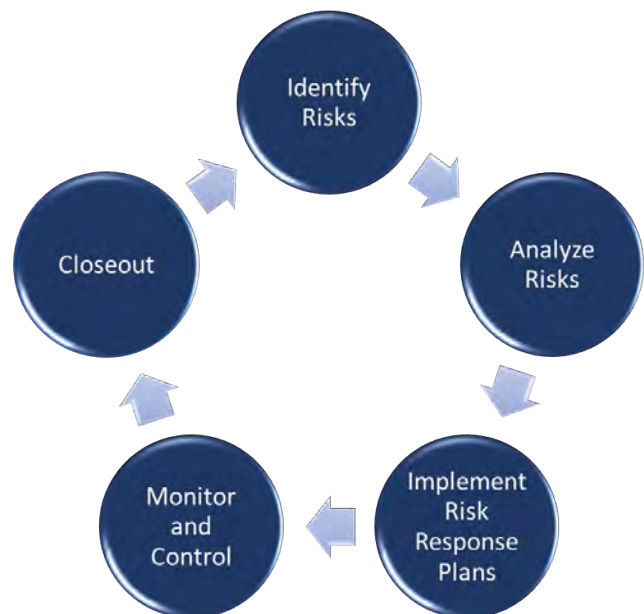 Identify
Risks
Analyze
Risks
Implement
Risk
Response
Plans
Monitor
and
Control
Closeout